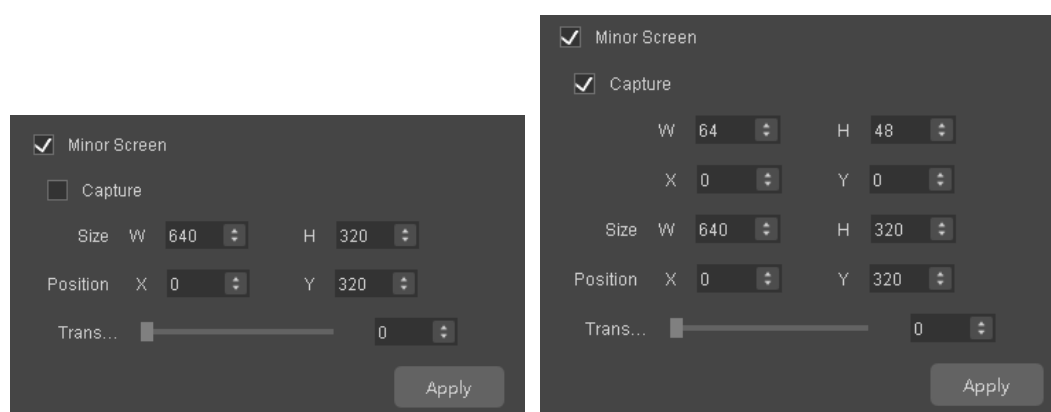 Minor Screen
Capture
Size W 640 H 320
Position X 0 Y 320
Trans... 0
Apply
Minor Screen
Capture
W 64 H 48
X 0 Y 0
Size W 640 H 320
Position X 0 Y 320
Trans... 0
Apply